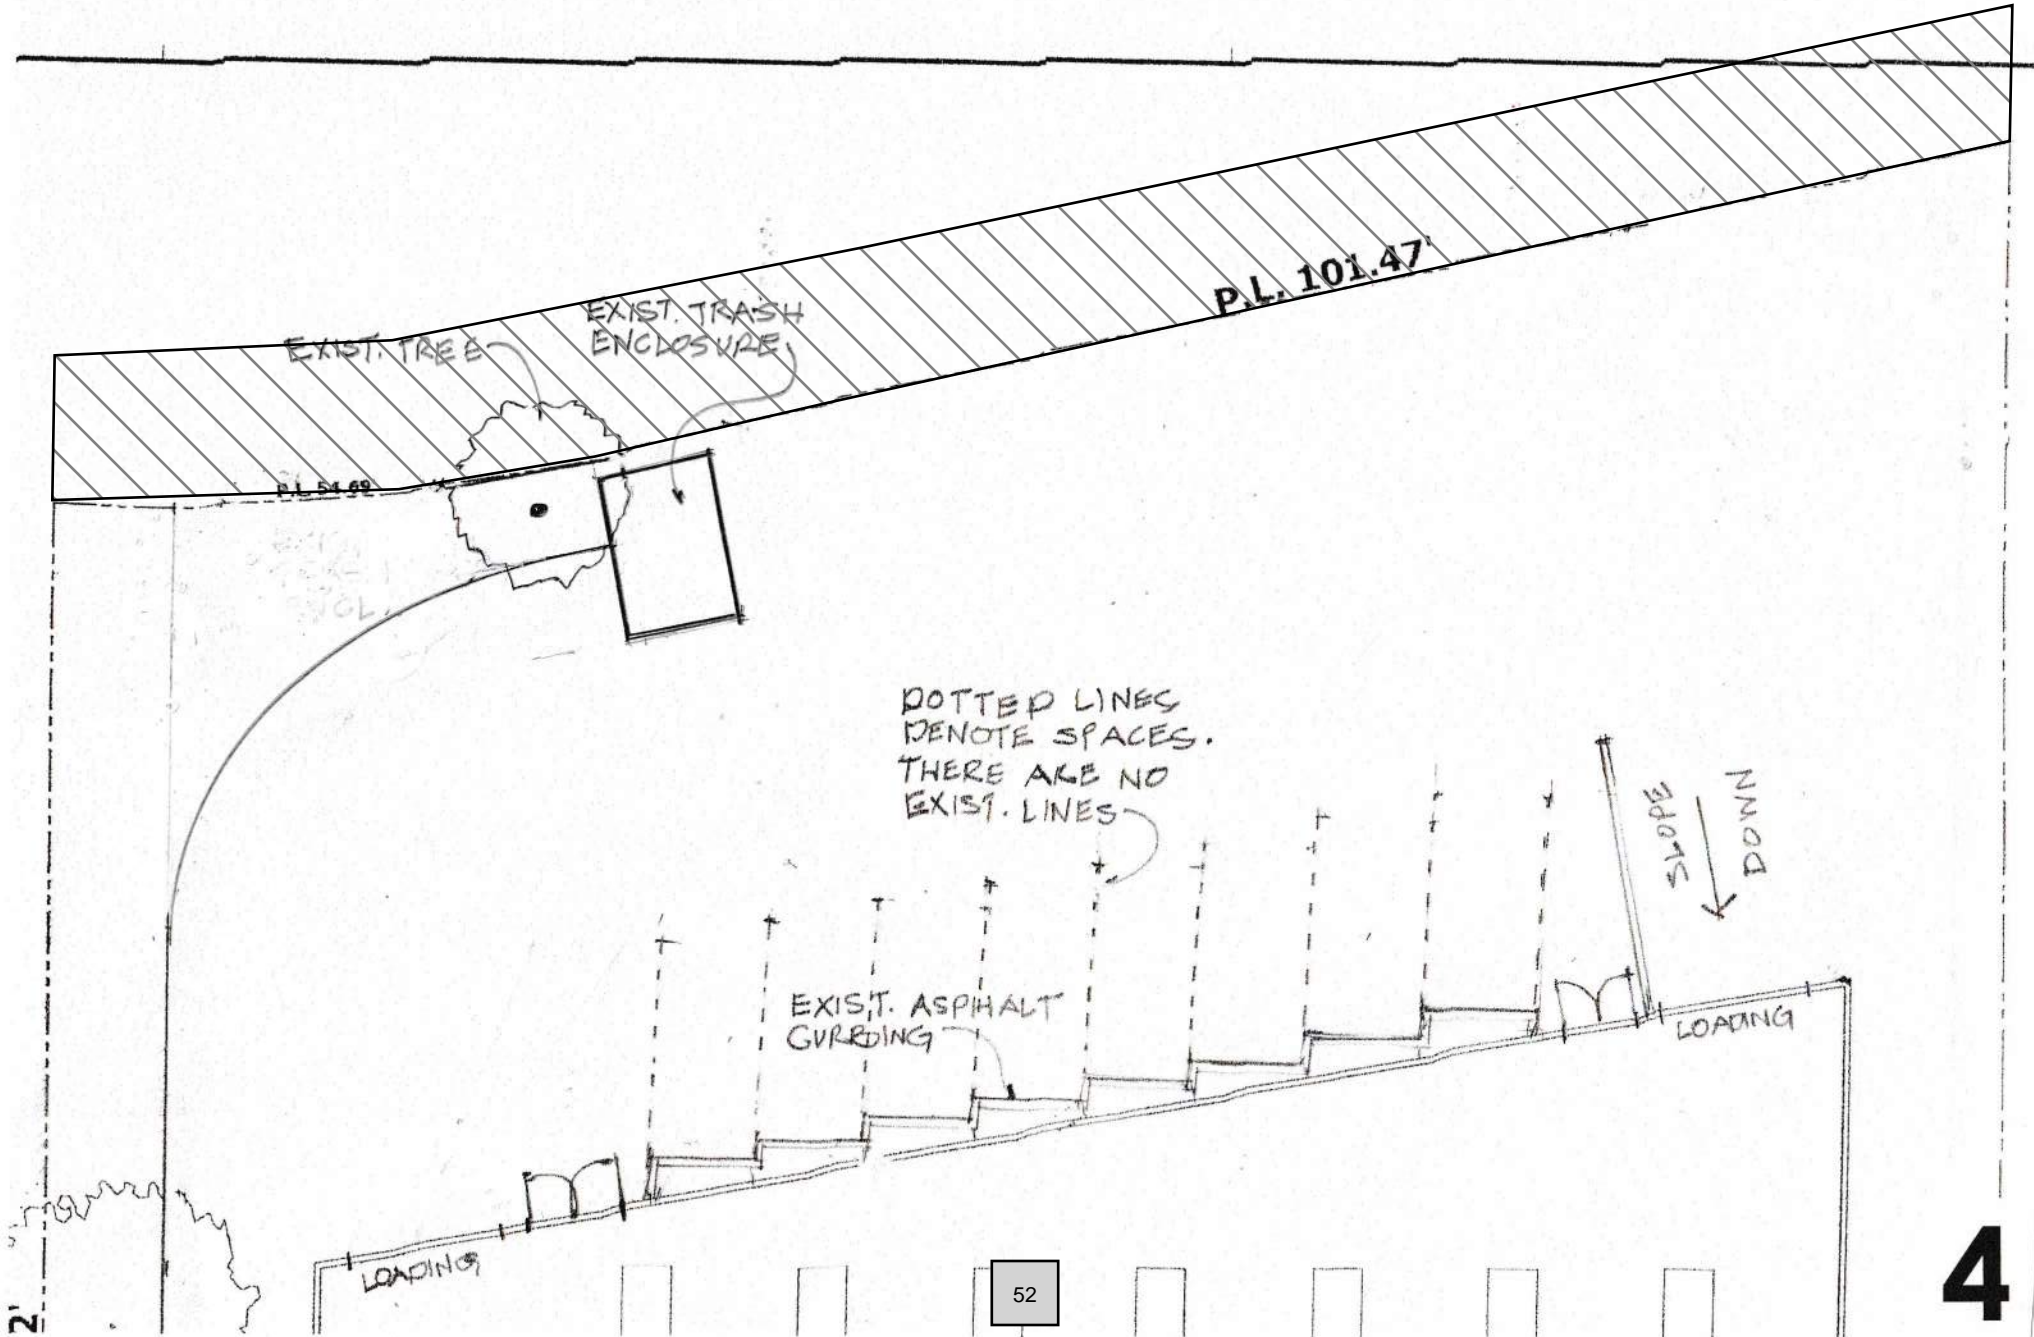 EXIST. TRASH
ENCLOSURE
EXIST. TREE
P.L. 101.47'
P.L. 54.69
DOTTED LINES
DENOTE SPACES.
THERE ARE NO
EXIST. LINES
SLOPE
DOWN
EXIST. ASPHALT
CURBING
LOADING
LOADING
2'
52
4